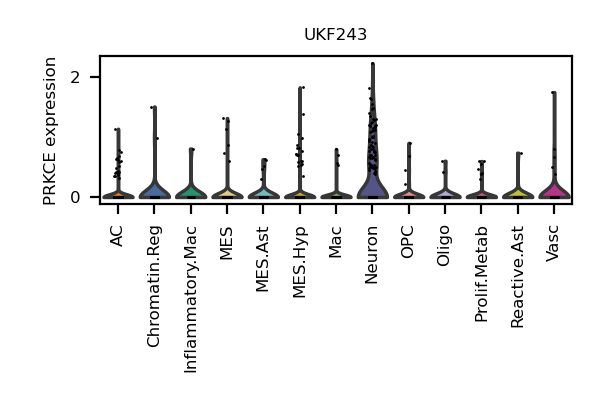 UKF243
PRKCE expression
2
0
AC
Chromatin.Reg
Inflammatory.Mac
MES
MES.Ast
MES.Hyp
Mac
Neuron
OPC
Oligo
Prolif.Metab
Reactive.Ast
Vasc